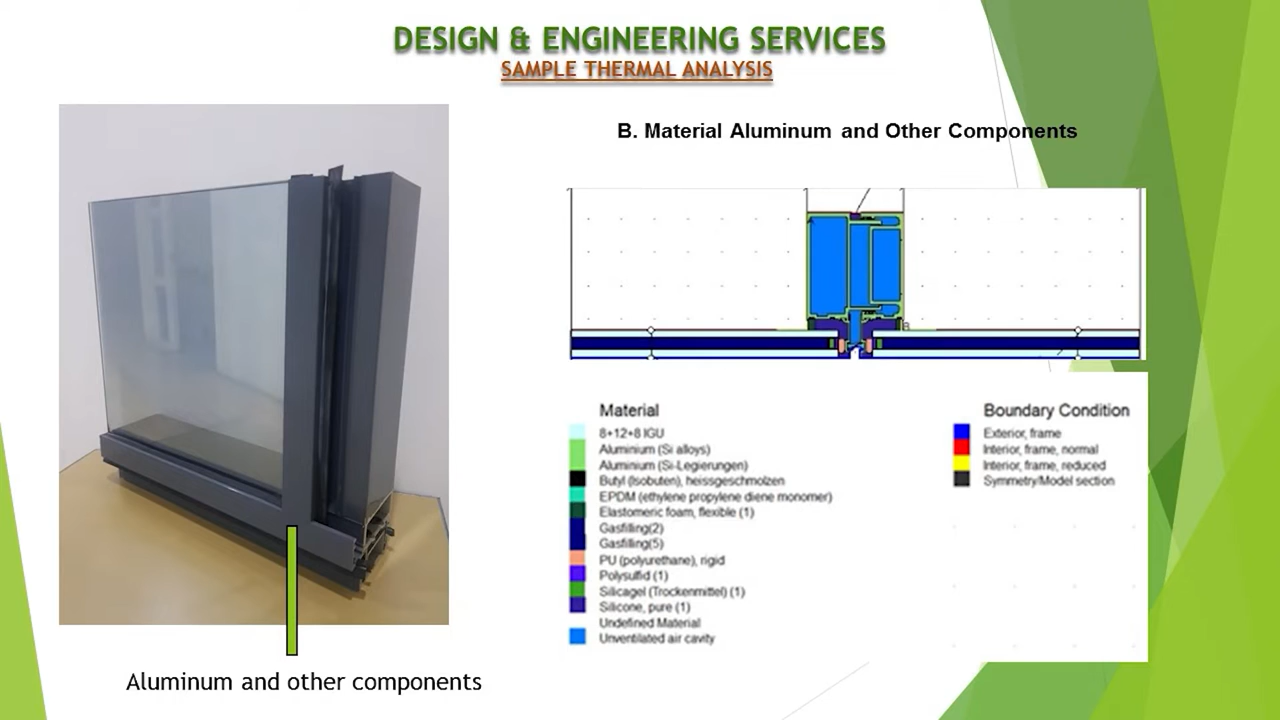 DESIGN & ENGINEERING SERVICES
SAMPLE THERMAL ANALYSIS
B. Material Aluminum and Other Components
Material
8+12+8 IGU
Aluminium (Si alloys)
Aluminium (Si-Legierungen)
Butyl (Isobuten), heissgeschmolzen
EPDM (ethylene propylene diene monomer)
Elastomeric foam, flexible (1)
Gasfilling(2)
Gasfilling(5)
PU (polyurethane), rigid
Polysulfid (1)
Silicagel (Trockenmittel) (1)
Silicone, pure (1)
Undefined Material
Unventilated air cavity
Boundary Condition
Exterior, frame
Interior, frame, normal
Interior, frame, reduced
Symmetry/Model section
Aluminum and other components